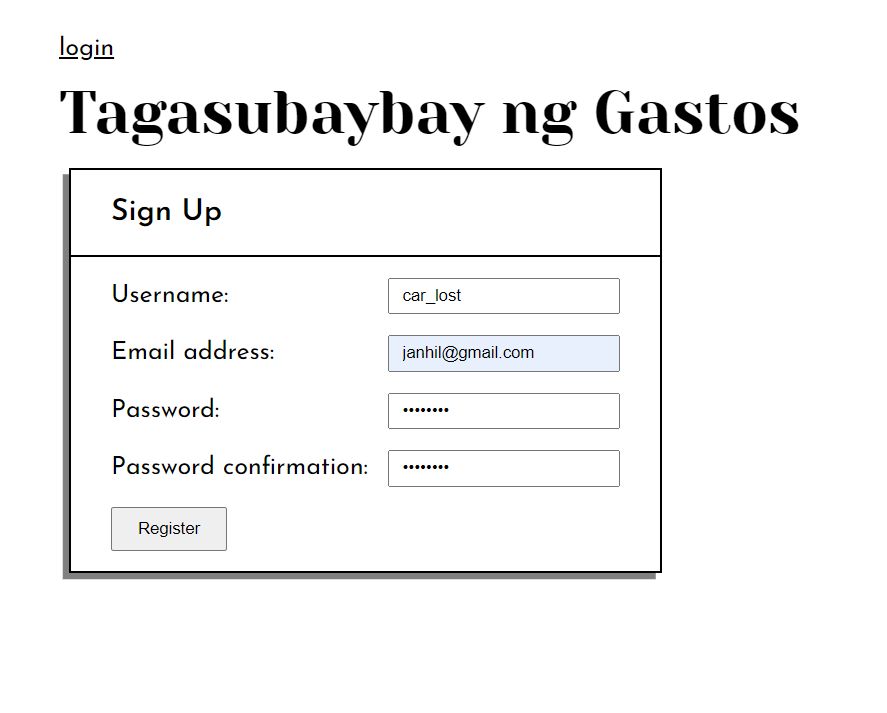 login
Tagasubaybay ng Gastos
Sign Up
Username: car_lost
Email address: janhil@gmail.com
Password: ••••••••
Password confirmation: ••••••••
Register